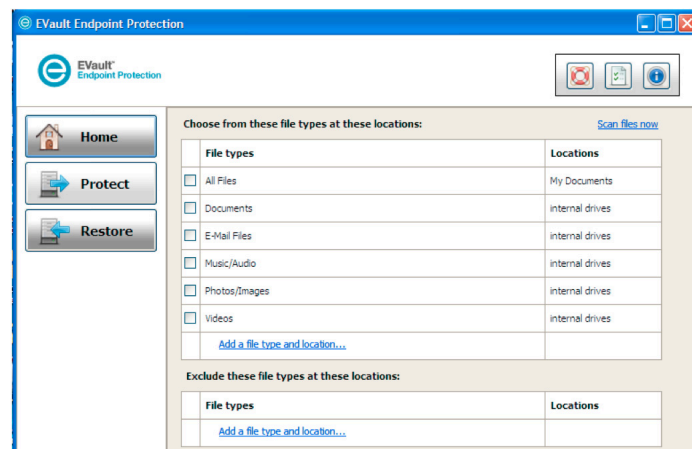 EVault Endpoint Protection
EVault®
Endpoint Protection
Home
Protect
Restore
Choose from these file types at these locations: Scan files now
File types Locations
All Files My Documents
Documents internal drives
E-Mail Files internal drives
Music/Audio internal drives
Photos/Images internal drives
Videos internal drives
Add a file type and location...
Exclude these file types at these locations:
File types Locations
Add a file type and location...